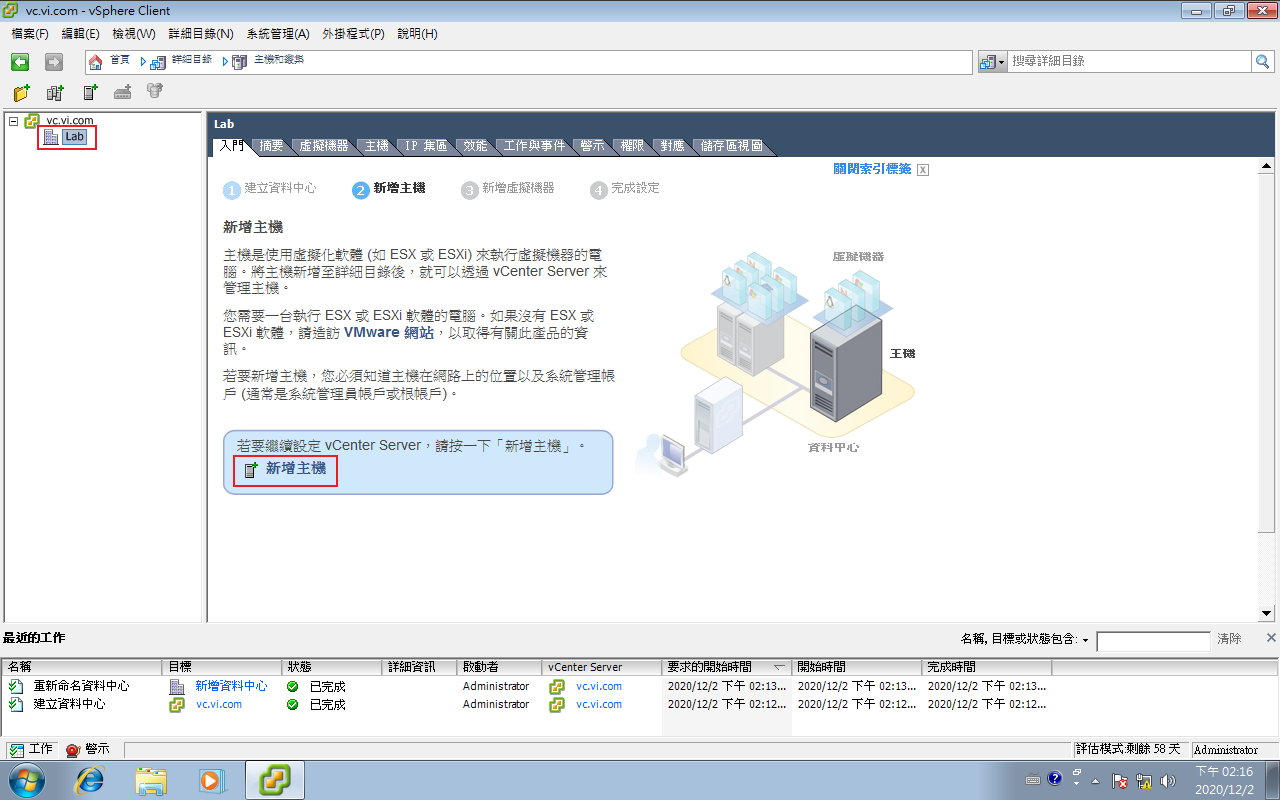 vc.vi.com - vSphere Client
檔案(F) 編輯(E) 檢視(W) 詳細目錄(N) 系統管理(A) 外掛程式(P) 說明(H)
首頁 詳細目錄 主機和叢集 搜尋詳細目錄
vc.vi.com
Lab
Lab
入門 摘要 虛擬機器 主機 IP 集區 效能 工作與事件 警示 權限 對應 儲存區視圖
關閉索引標籤 X
1 建立資料中心 2 新增主機 3 新增虛擬機器 4 完成設定
新增主機
主機是使用虛擬化軟體 (如 ESX 或 ESXi) 來執行虛擬機器的電
腦。將主機新增至詳細目錄後，就可以透過 vCenter Server 來
管理主機。
您需要一台執行 ESX 或 ESXi 軟體的電腦。如果沒有 ESX 或
ESXi 軟體，請造訪 VMware 網站，以取得有關此產品的資
訊。
若要新增主機，您必須知道主機在網路上的位置以及系統管理帳
戶 (通常是系統管理員帳戶或根帳戶)。
若要繼續設定 vCenter Server，請按一下「新增主機」。
新增主機
虛擬機器
主機
資料中心
最近的工作 名稱, 目標或狀態包含: 清除
名稱 目標 狀態 詳細資訊 啟動者 vCenter Server 要求的開始時間 開始時間 完成時間
重新命名資料中心 新增資料中心 已完成 Administrator vc.vi.com 2020/12/2 下午 02:13... 2020/12/2 下午 02:13... 2020/12/2 下午 02:13...
建立資料中心 vc.vi.com 已完成 Administrator vc.vi.com 2020/12/2 下午 02:12... 2020/12/2 下午 02:12... 2020/12/2 下午 02:12...
工作 警示 評估模式:剩餘 58 天 Administrator
下午 02:16
2020/12/2